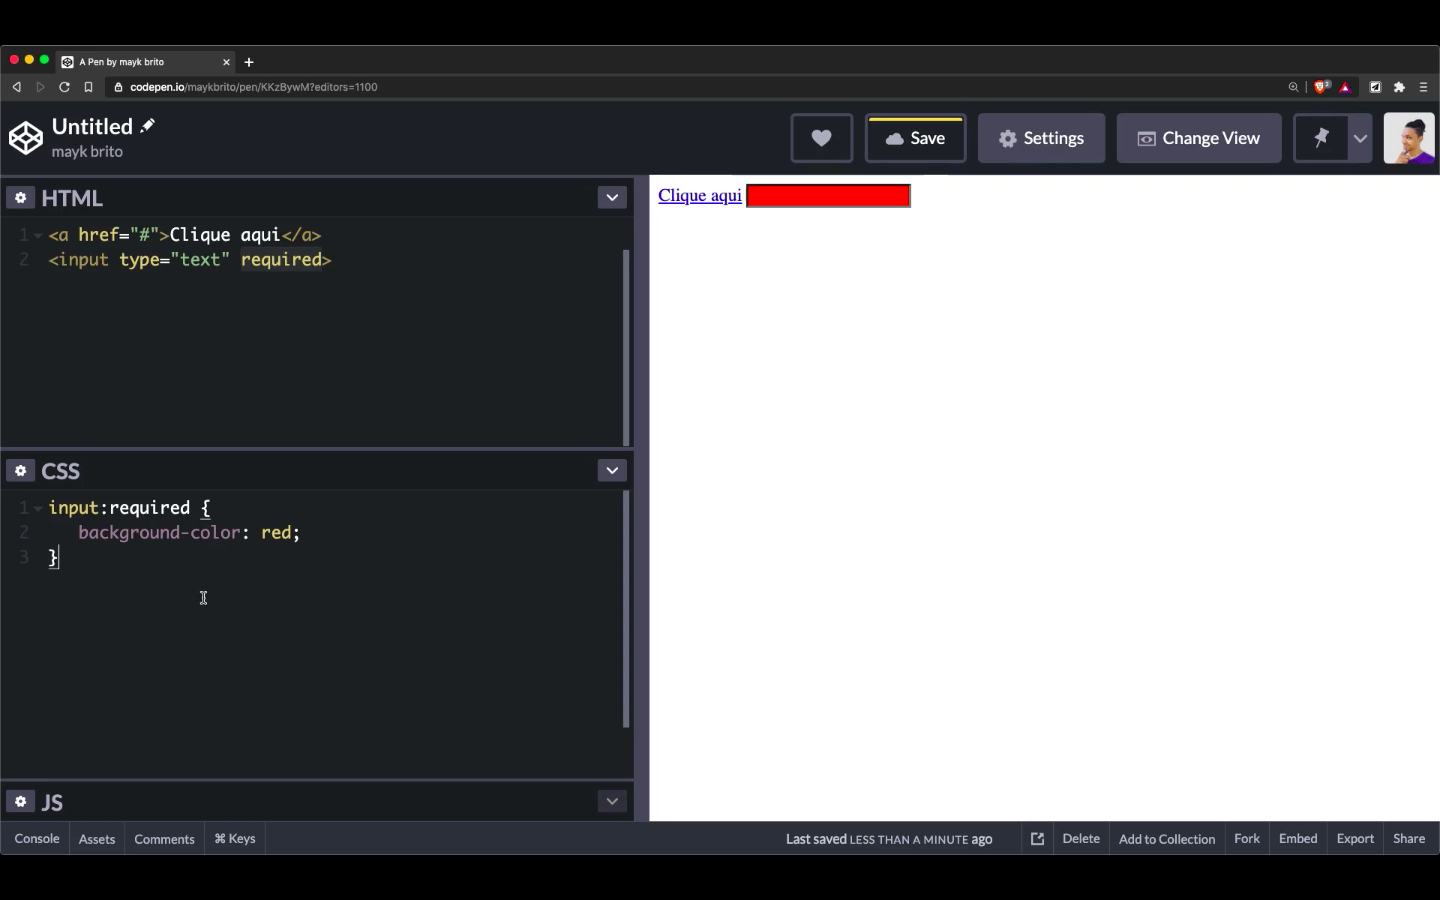 A Pen by mayk brito
codepen.io/maykbrito/pen/KKzBywM?editors=1100
Untitled
mayk brito
Save
Settings
Change View
HTML
1 <a href="#">Clique aqui</a>
2 <input type="text" required>
CSS
1 input:required {
2 background-color: red;
3 }
JS
Clique aqui
Console
Assets
Comments
⌘ Keys
Last saved LESS THAN A MINUTE ago
Delete
Add to Collection
Fork
Embed
Export
Share